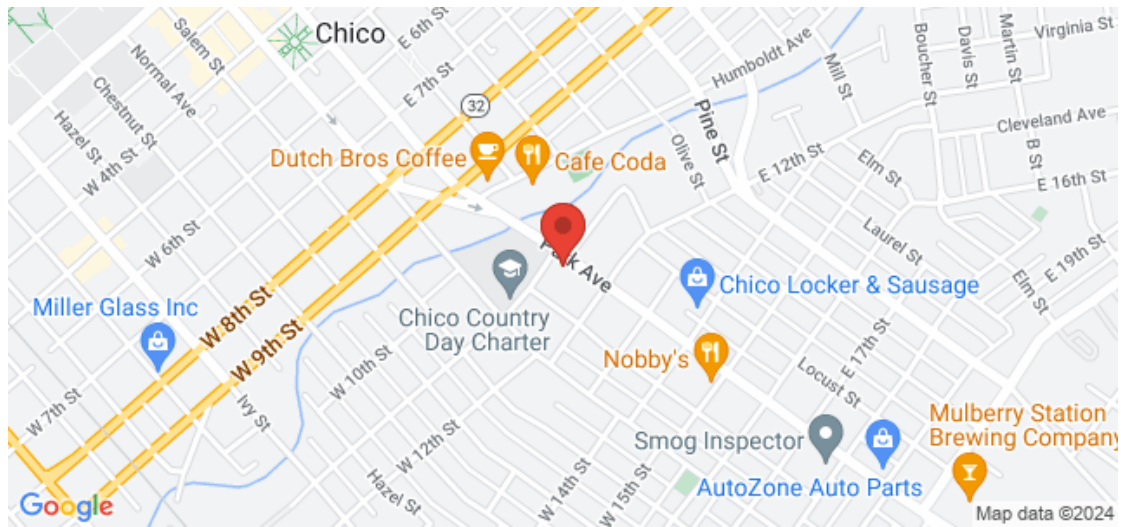 Salem St
Chico
E 6th St
Normal Ave
E 7th St
Humboldt Ave
Mill St
Boucher St
Davis St
Martin St
Virginia St
Chestnut St
Hazel St
W 4th St
32
Pine St
Cleveland Ave
B St
Dutch Bros Coffee
Cafe Coda
Olive St
E 12th St
Elm St
E 16th St
W 6th St
Laurel St
Park Ave
Elm St
E 19th St
Miller Glass Inc
W 8th St
W 9th St
Chico Country
Day Charter
Chico Locker & Sausage
Nobby's
E 17th St
Locust St
W 10th St
W 7th St
Ivy St
W 12th St
Hazel St
W 14th St
W 15th St
Smog Inspector
AutoZone Auto Parts
Mulberry Station
Brewing Company
Google
Map data ©2024